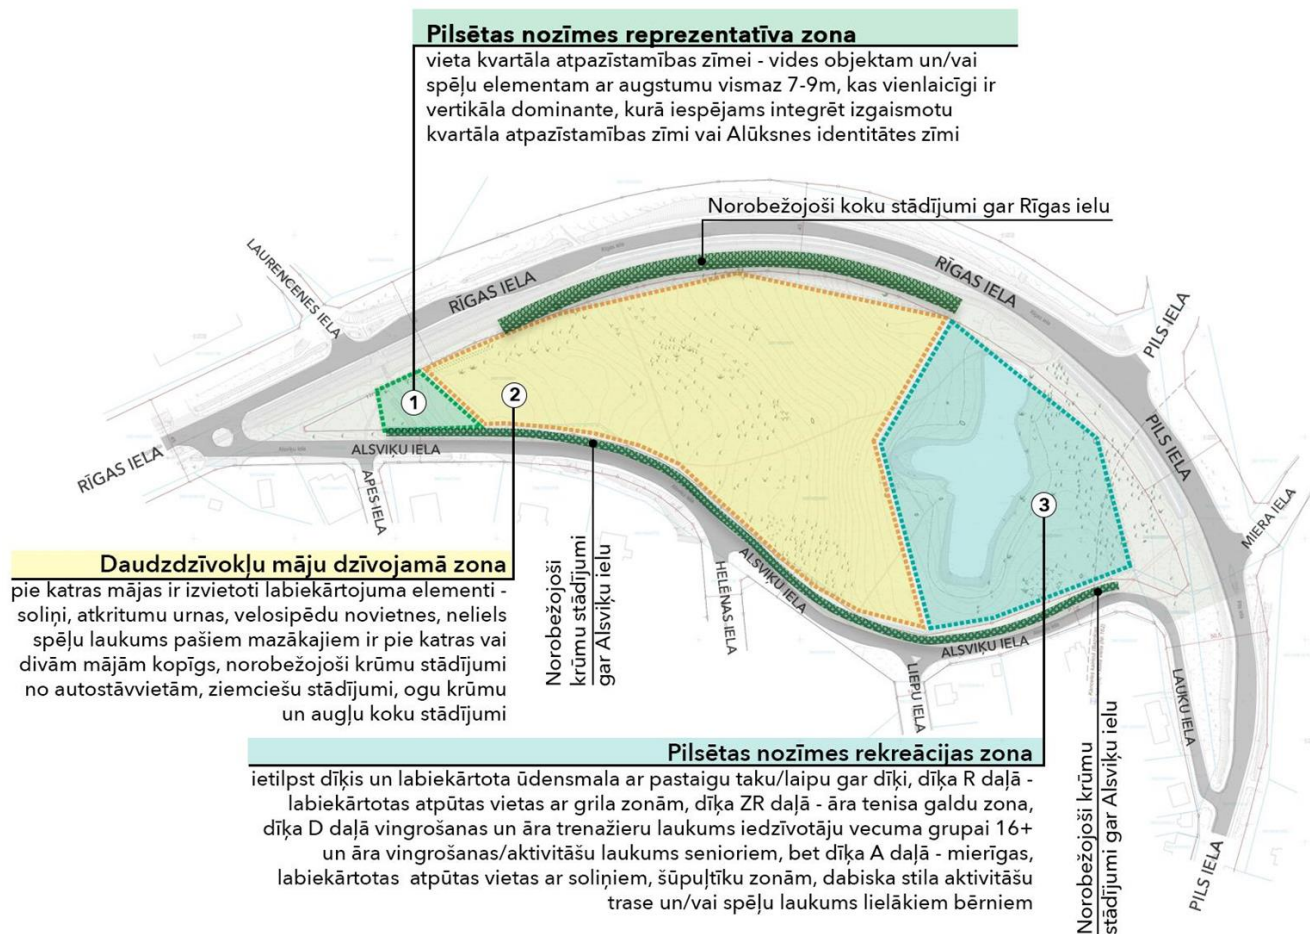 Pilsētas nozīmes reprezentatīva zona
vieta kvartāla atpazīstamības zīmei - vides objektam un/vai
spēļu elementam ar augstumu vismaz 7-9m, kas vienlaicīgi ir
vertikāla dominante, kurā iespējams integrēt izgaismotu
kvartāla atpazīstamības zīmi vai Alūksnes identitātes zīmi
Norobežojoši koku stādījumi gar Rīgas ielu
LAURENCENES IELA
RĪGAS IELA
RĪGAS IELA
PILS IELA
PILS IELA
MIERA IELA
RĪGAS IELA
ALSVIĶU IELA
APES IELA
1
2
3
HELĒNAS IELA
ALSVIĶU IELA
LIEPU IELA
ALSVIĶU IELA
LAUKU IELA
PILS IELA
Norobežojoši
krūmu stādījumi
gar Alsviķu ielu
Daudzdzīvokļu māju dzīvojamā zona
pie katras mājas ir izvietoti labiekārtojuma elementi -
soliņi, atkritumu urnas, velosipēdu novietnes, neliels
spēļu laukums pašiem mazākajiem ir pie katras vai
divām mājām kopīgs, norobežojoši krūmu stādījumi
no autostāvvietām, ziemciešu stādījumi, ogu krūmu
un augļu koku stādījumi
Pilsētas nozīmes rekreācijas zona
ietilpst dīķis un labiekārtota ūdensmala ar pastaigu taku/laipu gar dīķi, dīķa R daļā -
labiekārtotas atpūtas vietas ar grila zonām, dīķa ZR daļā - āra tenisa galdu zona,
dīķa D daļā vingrošanas un āra trenažieru laukums iedzīvotāju vecuma grupai 16+
un āra vingrošanas/aktivitāšu laukums senioriem, bet dīķa A daļā - mierīgas,
labiekārtotas atpūtas vietas ar soliņiem, šūpuļtīku zonām, dabiska stila aktivitāšu
trase un/vai spēļu laukums lielākiem bērniem
Norobežojoši krūmu
stādījumi gar Alsviķu ielu